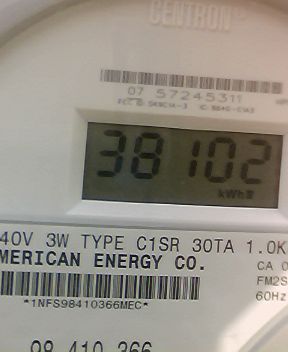 CENTRON
07 57245311
38102
kWh
40V 3W TYPE C1SR 30TA 1.0K
MERICAN ENERGY CO.
CA 0
FM2S
60Hz
*1NFS98410366MEC*
98 410 366